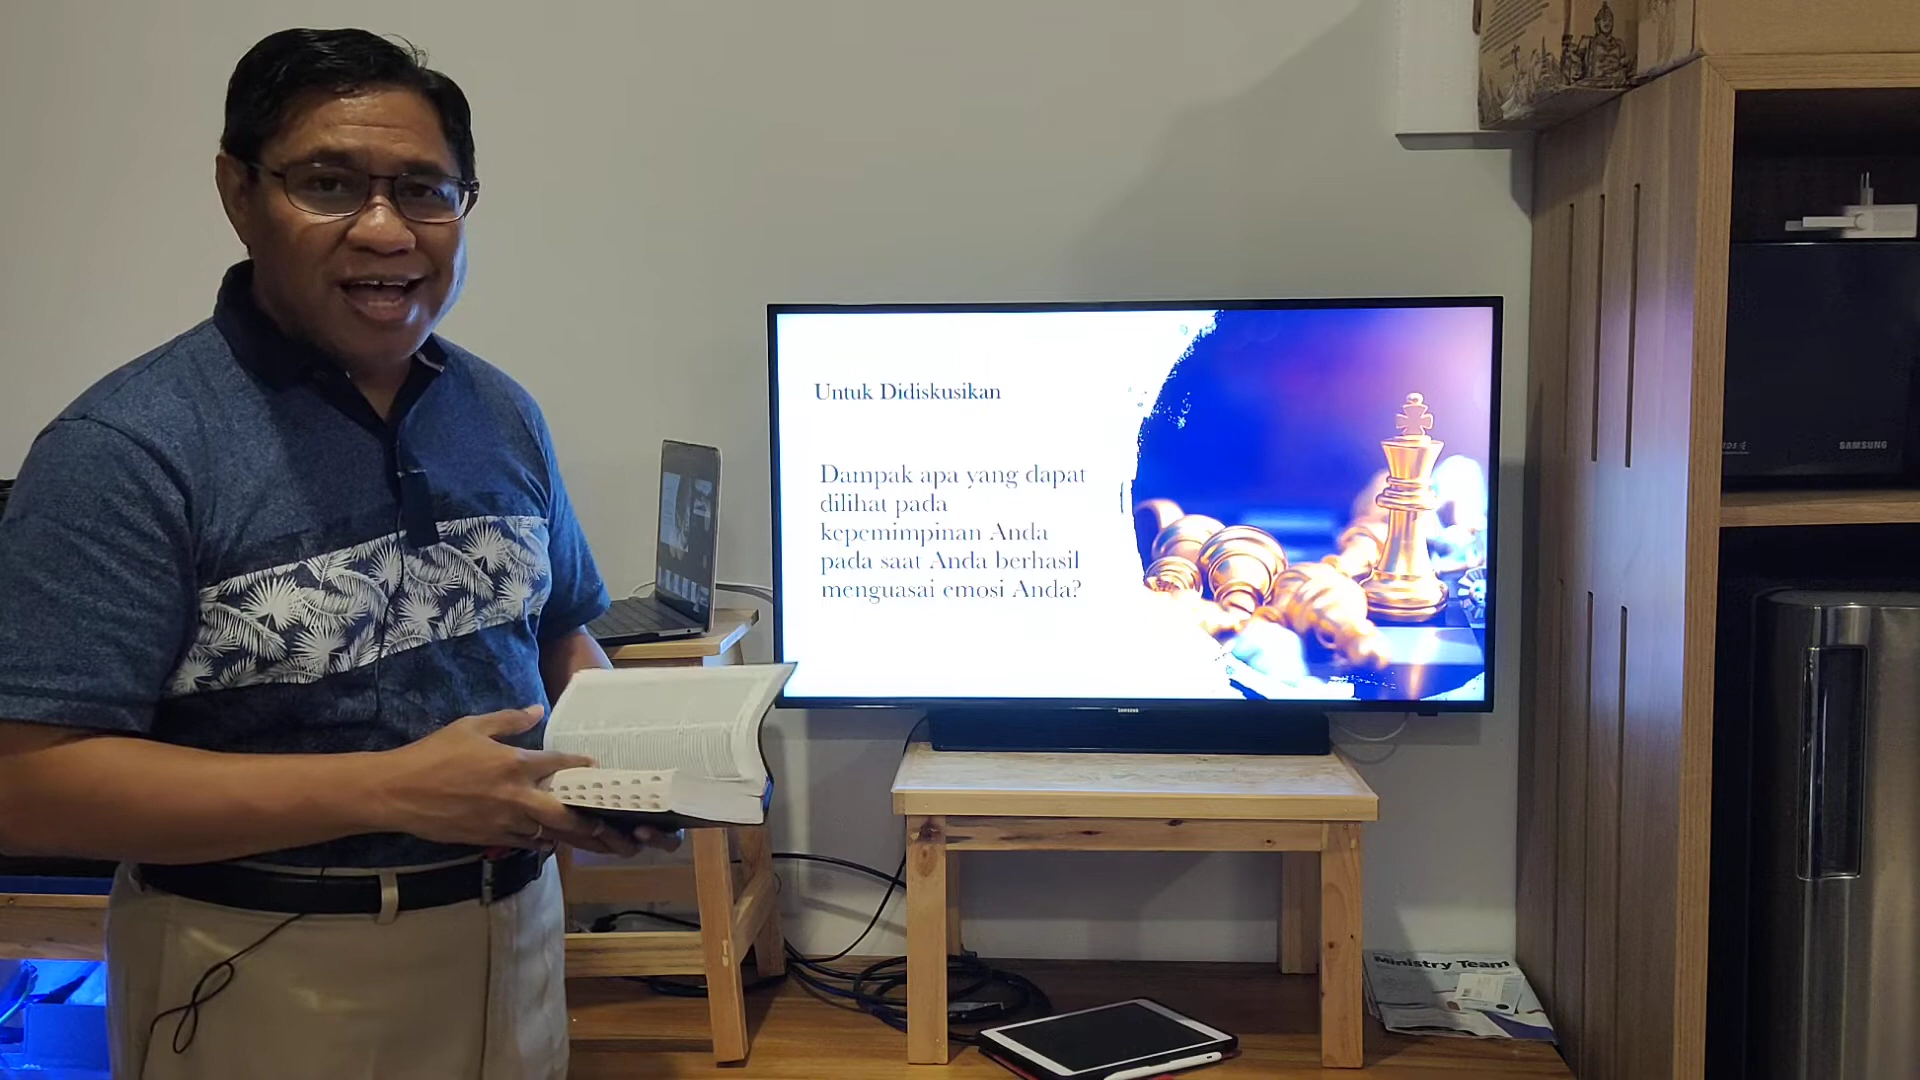 Untuk Didiskusikan
Dampak apa yang dapat
dilihat pada
kepemimpinan Anda
pada saat Anda berhasil
menguasai emosi Anda?
SAMSUNG
SAMSUNG
Ministry Team